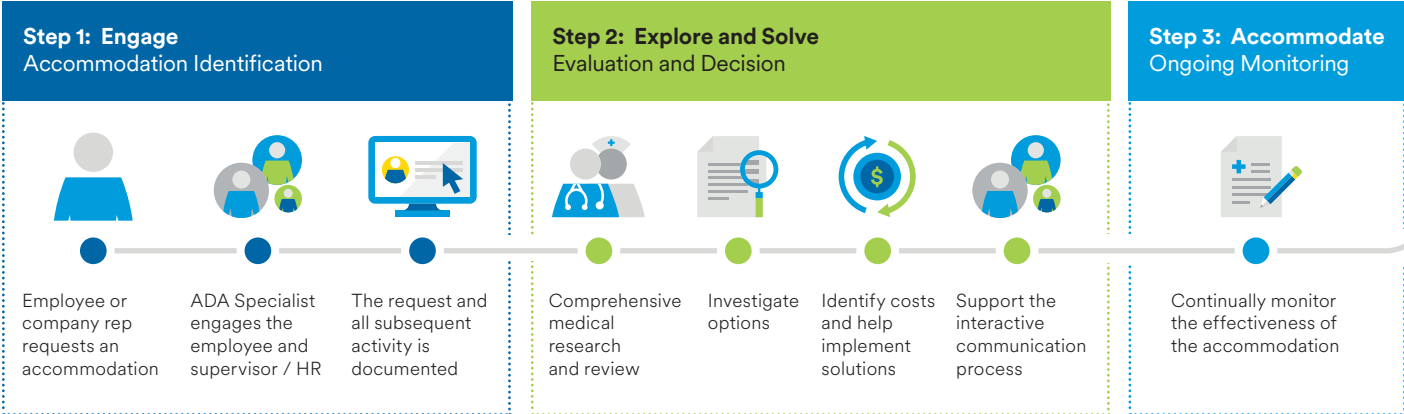 Step 1: Engage
Accommodation Identification
Employee or
company rep
requests an
accommodation
ADA Specialist
engages the
employee and
supervisor / HR
The request and
all subsequent
activity is
documented
Step 2: Explore and Solve
Evaluation and Decision
Comprehensive
medical
research
and review
Investigate
options
$
Identify costs
and help
implement
solutions
Support the
interactive
communication
process
Step 3: Accommodate
Ongoing Monitoring
Continually monitor
the effectiveness of
the accommodation